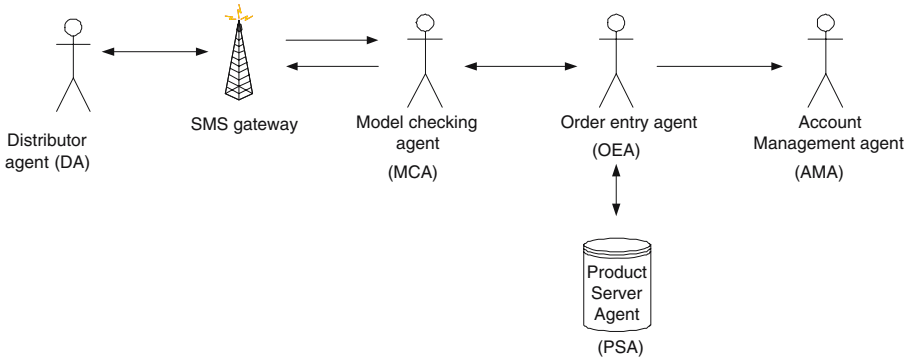 Distributor
agent (DA)
SMS gateway
Model checking
agent
(MCA)
Order entry agent
(OEA)
Account
Management agent
(AMA)
Product
Server
Agent
(PSA)